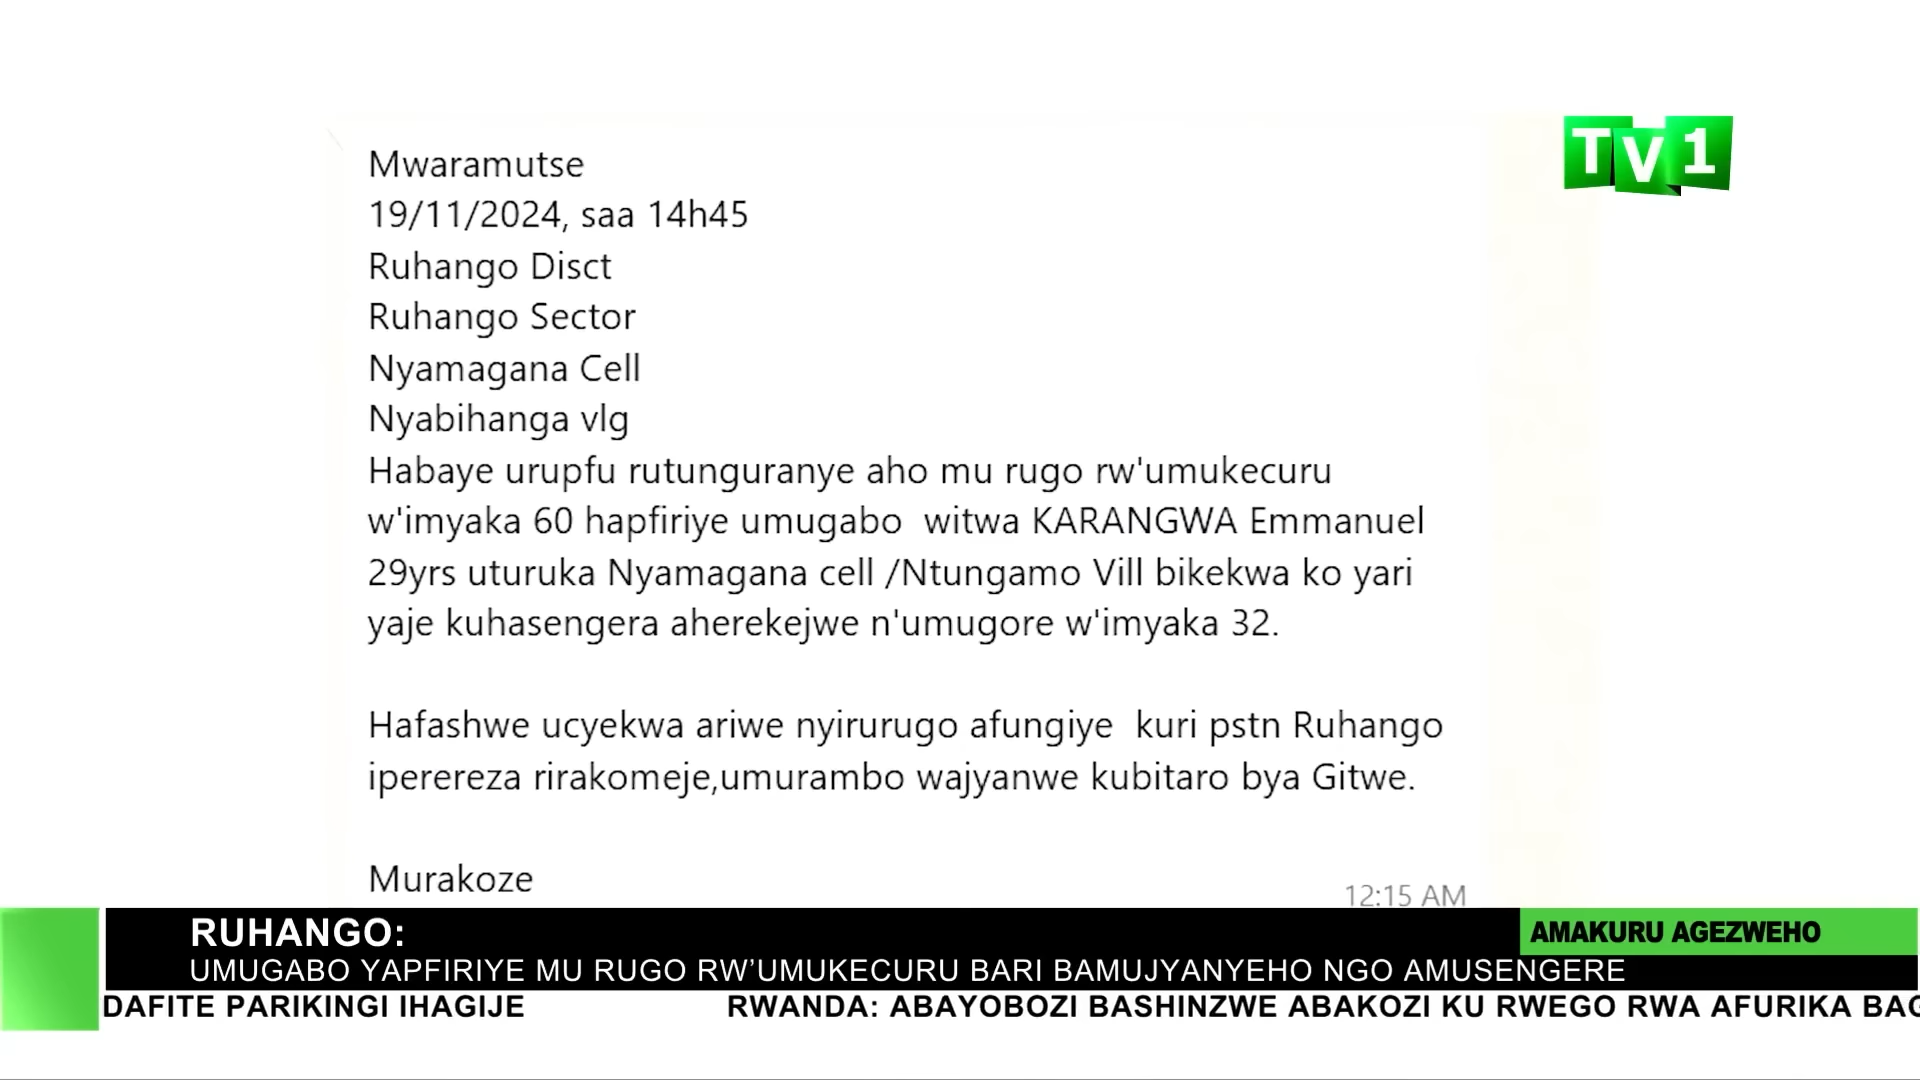 TV1
Mwaramutse
19/11/2024, saa 14h45
Ruhango Disct
Ruhango Sector
Nyamagana Cell
Nyabihanga vlg
Habaye urupfu rutunguranye aho mu rugo rw'umukecuru
w'imyaka 60 hapfiriye umugabo  witwa KARANGWA Emmanuel
29yrs uturuka Nyamagana cell /Ntungamo Vill bikekwa ko yari
yaje kuhasengera aherekejwe n'umugore w'imyaka 32.
Hafashwe ucyekwa ariwe nyirurugo afungiye  kuri pstn Ruhango
iperereza rirakomeje,umurambo wajyanwe kubitaro bya Gitwe.
Murakoze
12:15 AM
RUHANGO:
AMAKURU AGEZWEHO
UMUGABO YAPFIRIYE MU RUGO RW’UMUKECURU BARI BAMUJYANYEHO NGO AMUSENGERE
DAFITE PARIKINGI IHAGIJE RWANDA: ABAYOBOZI BASHINZWE ABAKOZI KU RWEGO RWA AFURIKA